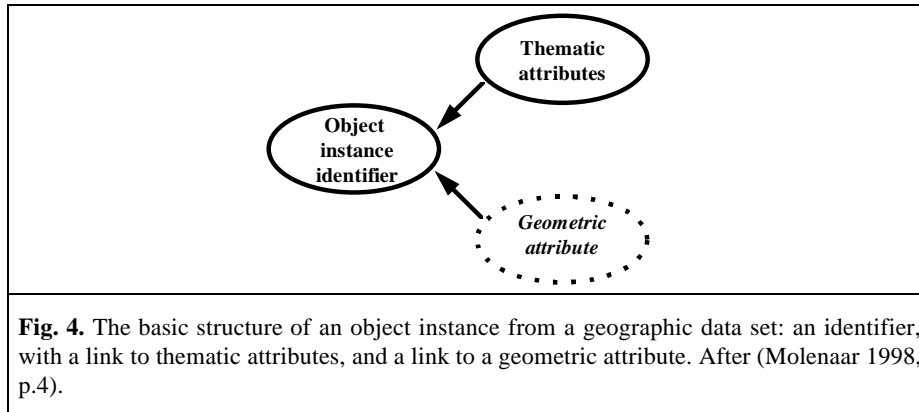 Thematic
attributes
Object
instance
identifier
Geometric
attribute
Fig. 4. The basic structure of an object instance from a geographic data set: an identifier,
with a link to thematic attributes, and a link to a geometric attribute. After (Molenaar 1998,
p.4).